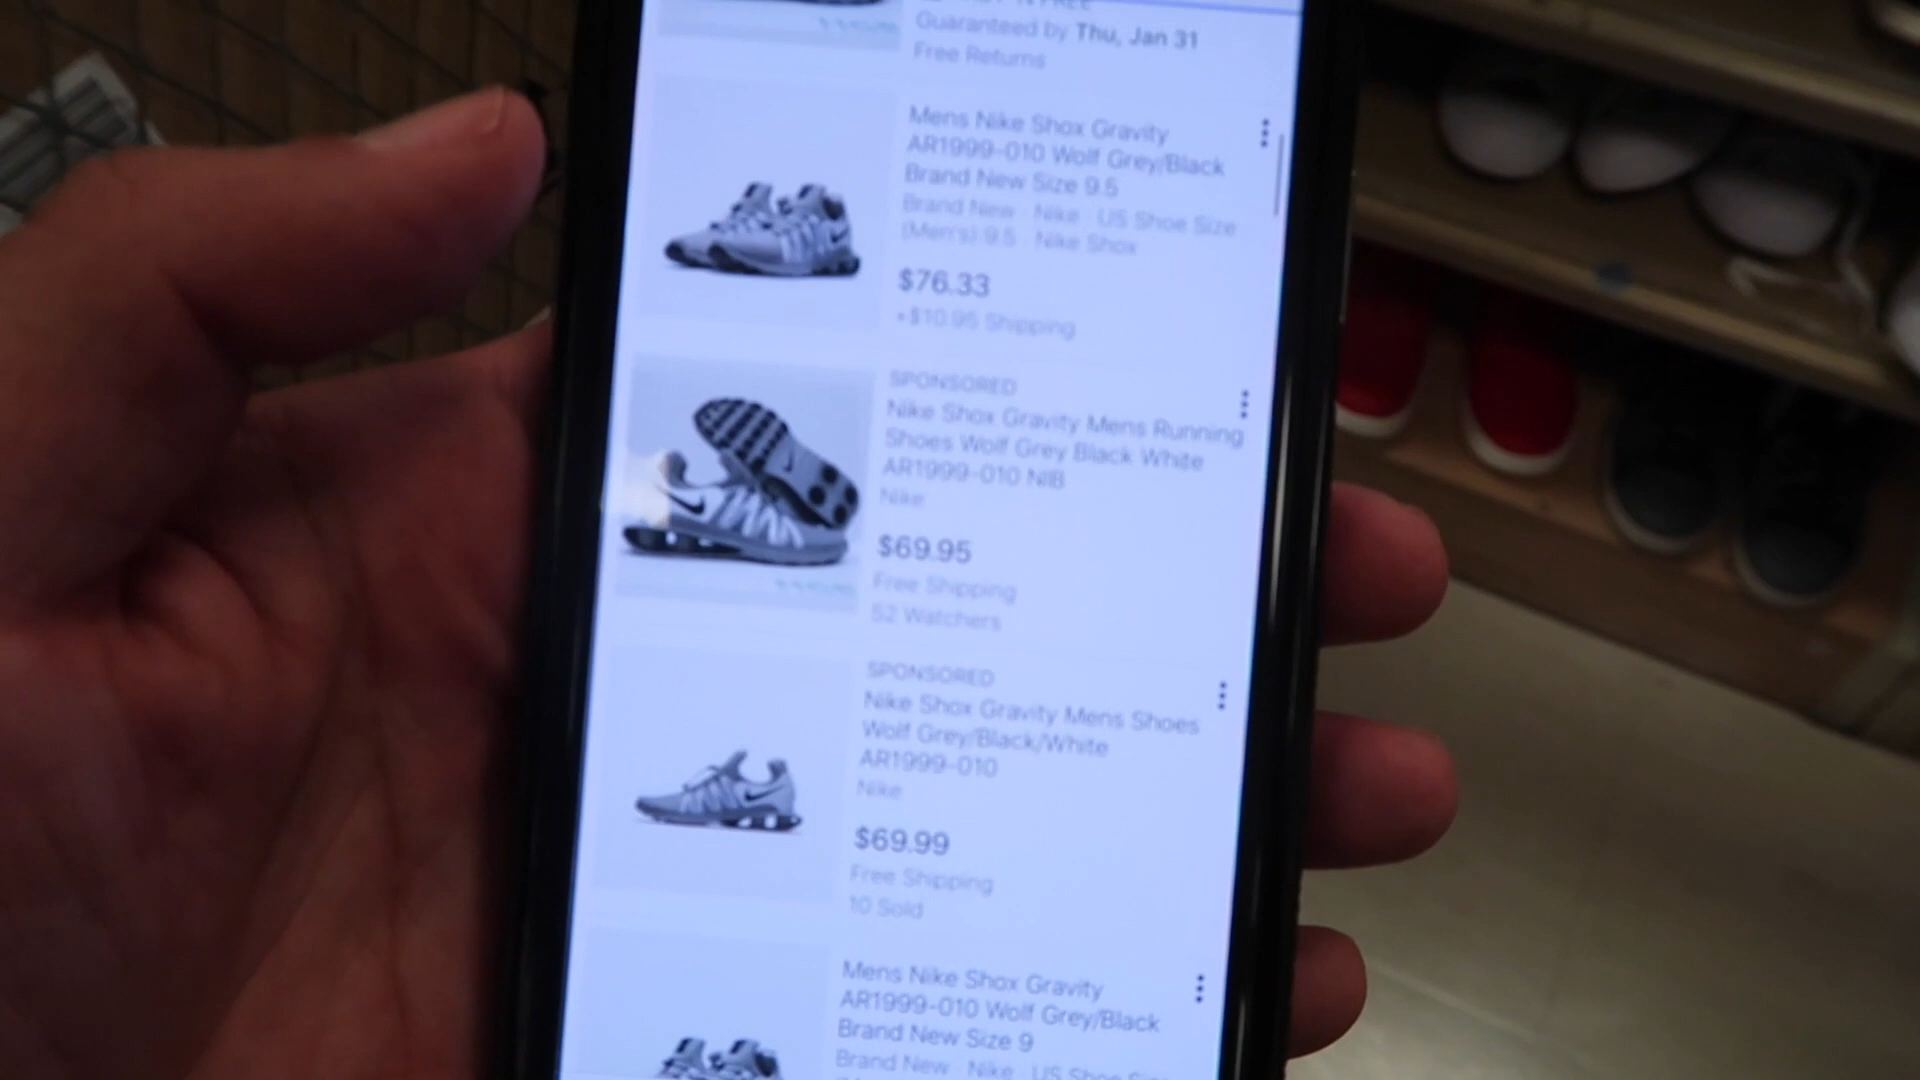 Guaranteed by Thu, Jan 31
Free Returns
Mens Nike Shox Gravity
AR1999-010 Wolf Grey/Black
Brand New Size 9.5
Brand New · Nike · US Shoe Size
(Men's) 9.5 · Nike Shox
$76.33
+$10.95 Shipping
SPONSORED
Nike Shox Gravity Mens Running
Shoes Wolf Grey Black White
AR1999-010 NIB
Nike
$69.95
Free Shipping
52 Watchers
SPONSORED
Nike Shox Gravity Mens Shoes
Wolf Grey/Black/White
AR1999-010
Nike
$69.99
Free Shipping
10 Sold
Mens Nike Shox Gravity
AR1999-010 Wolf Grey/Black
Brand New Size 9
Brand New · Nike · US Shoe